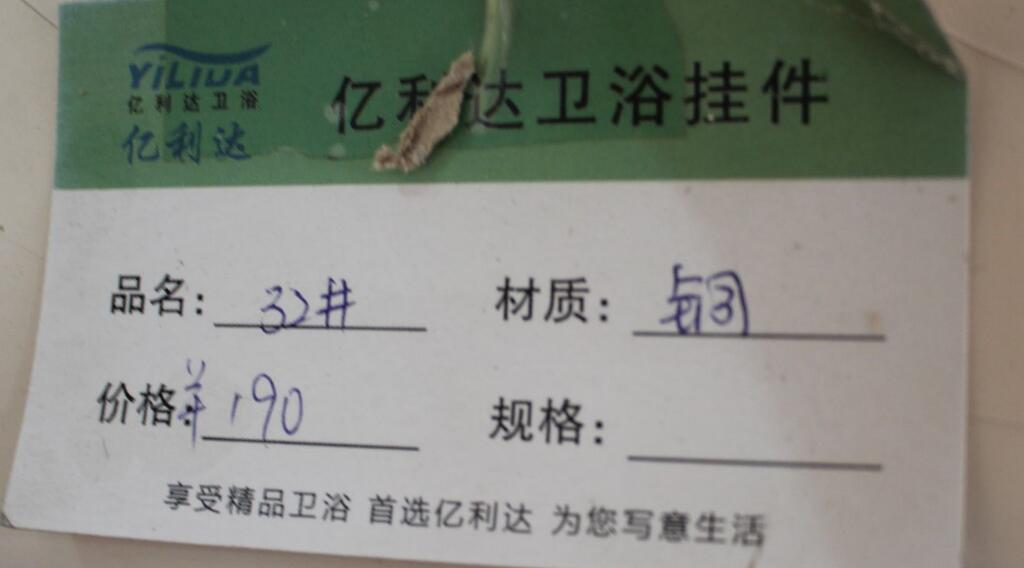 YILIDA
亿利达卫浴
亿利达
亿利达卫浴挂件
品名: 32# 材质: 铜
价格: ¥190 规格:
享受精品卫浴 首选亿利达 为您写意生活